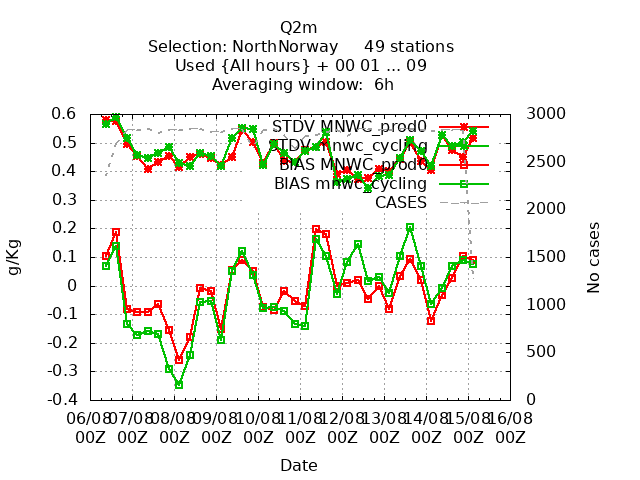 Q2m
Selection: NorthNorway     49 stations
Used {All hours} + 00 01 ... 09
Averaging window:  6h
0.6
0.5
0.4
0.3
0.2
0.1
0
-0.1
-0.2
-0.3
-0.4
g/Kg
3000
2500
2000
1500
1000
500
0
No cases
STDV MNWC_prod0
STDV mnwc_cycling
BIAS MNWC_prod0
BIAS mnwc_cycling
CASES
06/08 07/08 08/08 09/08 10/08 11/08 12/08 13/08 14/08 15/08 16/08
00Z 00Z 00Z 00Z 00Z 00Z 00Z 00Z 00Z 00Z 00Z
Date